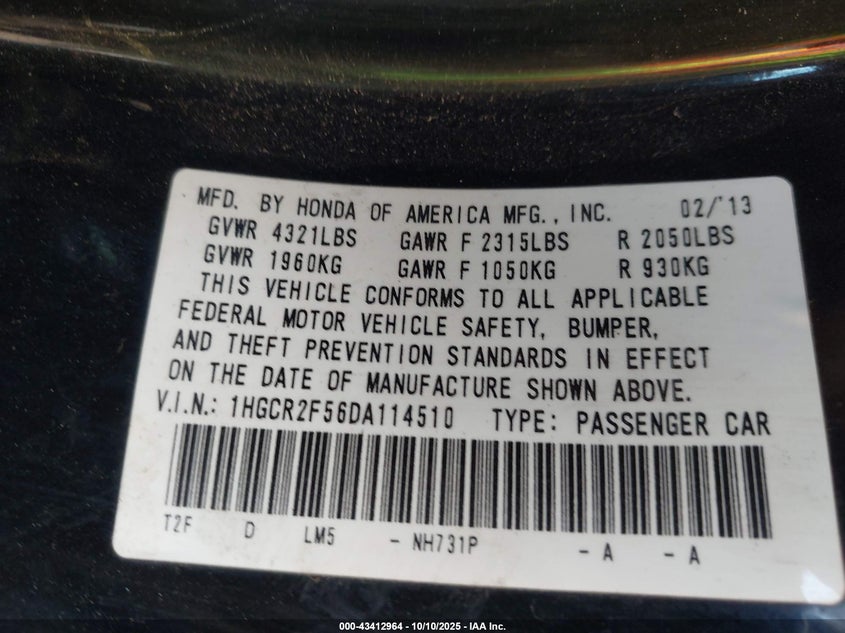 MFD. BY HONDA OF AMERICA MFG., INC. 02/'13
GVWR 4321LBS GAWR F 2315LBS R 2050LBS
GVWR 1960KG GAWR F 1050KG R 930KG
THIS VEHICLE CONFORMS TO ALL APPLICABLE
FEDERAL MOTOR VEHICLE SAFETY, BUMPER,
AND THEFT PREVENTION STANDARDS IN EFFECT
ON THE DATE OF MANUFACTURE SHOWN ABOVE.
V.I.N.: 1HGCR2F56DA114510 TYPE: PASSENGER CAR
T2F D LM5 - NH731P - A - A
000-43412964 - 10/10/2025 - IAA Inc.